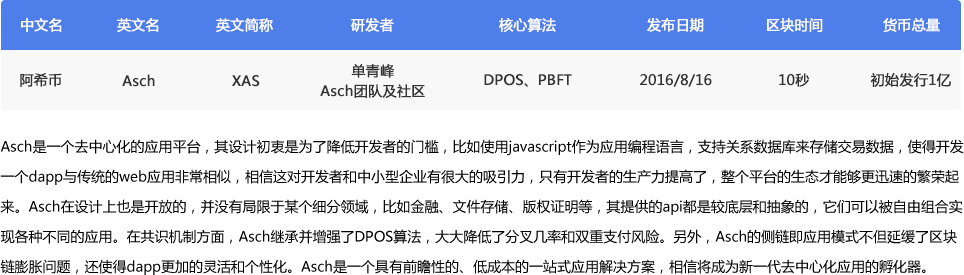 中文名 英文名 英文简称 研发者 核心算法 发布日期 区块时间 货币总量
阿希币 Asch XAS 单青峰 Asch团队及社区 DPOS、PBFT 2016/8/16 10秒 初始发行1亿
Asch是一个去中心化的应用平台，其设计初衷是为了降低开发者的门槛，比如使用javascript作为应用编程语言，支持关系数据库来存储交易数据，使得开发
一个dapp与传统的web应用非常相似，相信这对开发者和中小型企业有很大的吸引力，只有开发者的生产力提高了，整个平台的生态才能够更迅速的繁荣起
来。Asch在设计上也是开放的，并没有局限于某个细分领域，比如金融、文件存储、版权证明等，其提供的api都是较底层和抽象的，它们可以被自由组合实
现各种不同的应用。在共识机制方面，Asch继承并增强了DPOS算法，大大降低了分叉几率和双重支付风险。另外，Asch的侧链即应用模式不但延缓了区块
链膨胀问题，还使得dapp更加的灵活和个性化。Asch是一个具有前瞻性的、低成本的一站式应用解决方案，相信将成为新一代去中心化应用的孵化器。